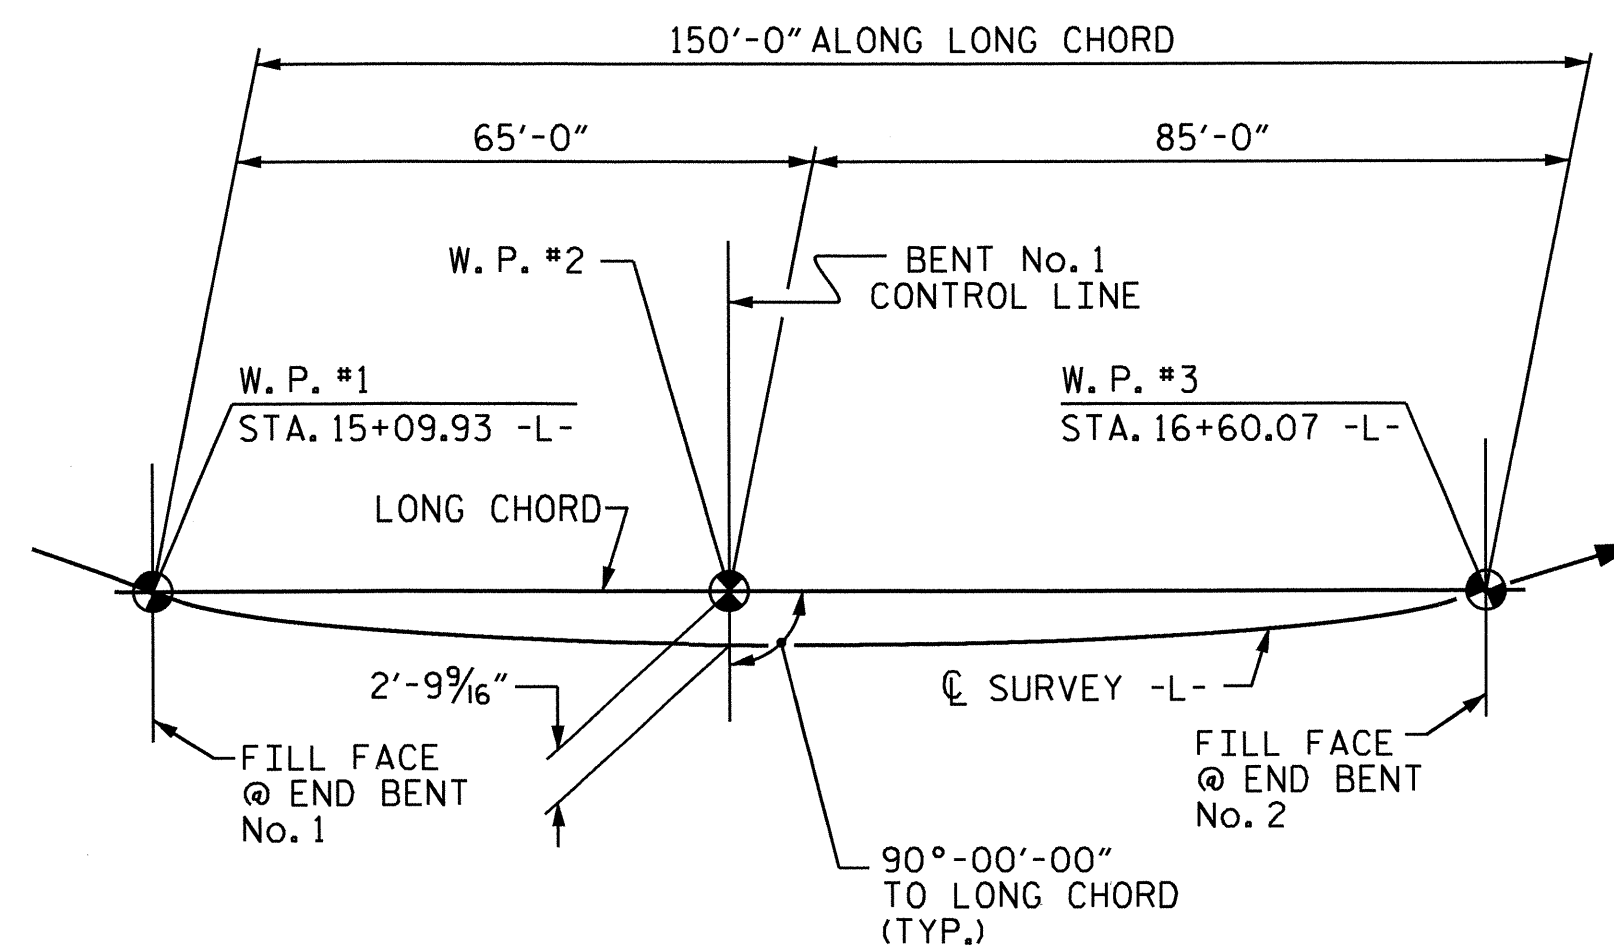 150'-0" ALONG LONG CHORD
65'-0"
85'-0"
W. P. #2
BENT No. 1
CONTROL LINE
W. P. #1
STA. 15+09.93 -L-
W. P. #3
STA. 16+60.07 -L-
LONG CHORD
2'-9 9/16"
℄ SURVEY -L-
FILL FACE
@ END BENT
No. 1
FILL FACE
@ END BENT
No. 2
90°-00'-00"
TO LONG CHORD
(TYP.)